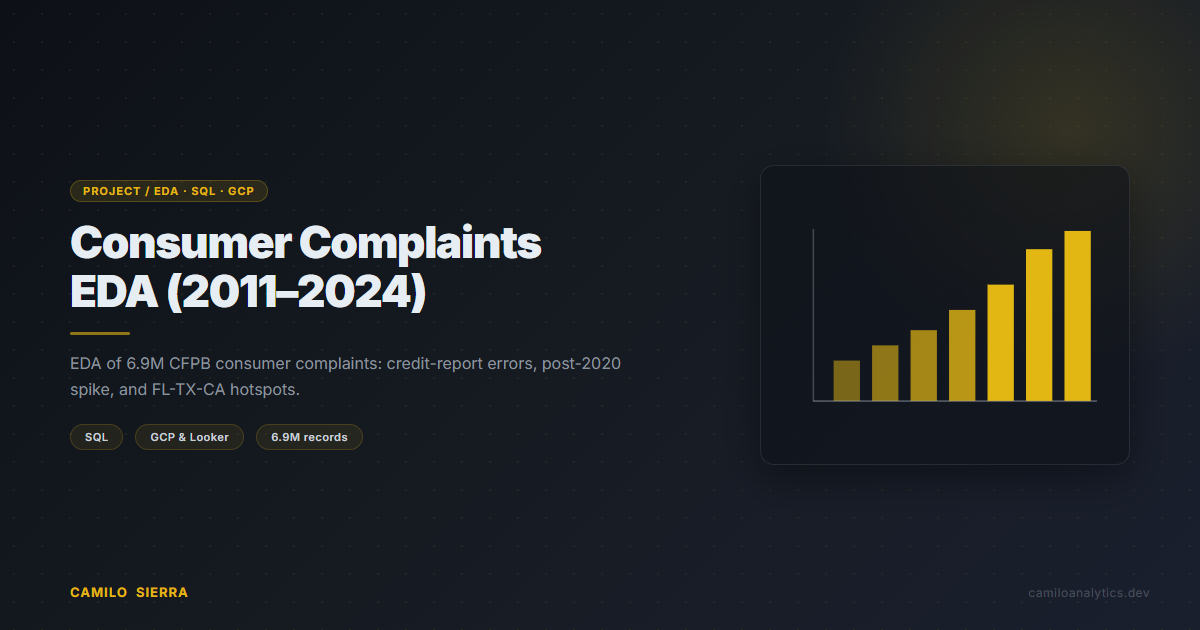 PROJECT / EDA · SQL · GCP
Consumer Complaints
EDA (2011–2024)
EDA of 6.9M CFPB consumer complaints: credit-report errors, post-2020
spike, and FL-TX-CA hotspots.
SQL
GCP & Looker
6.9M records
CAMILO SIERRA
camiloanalytics.dev